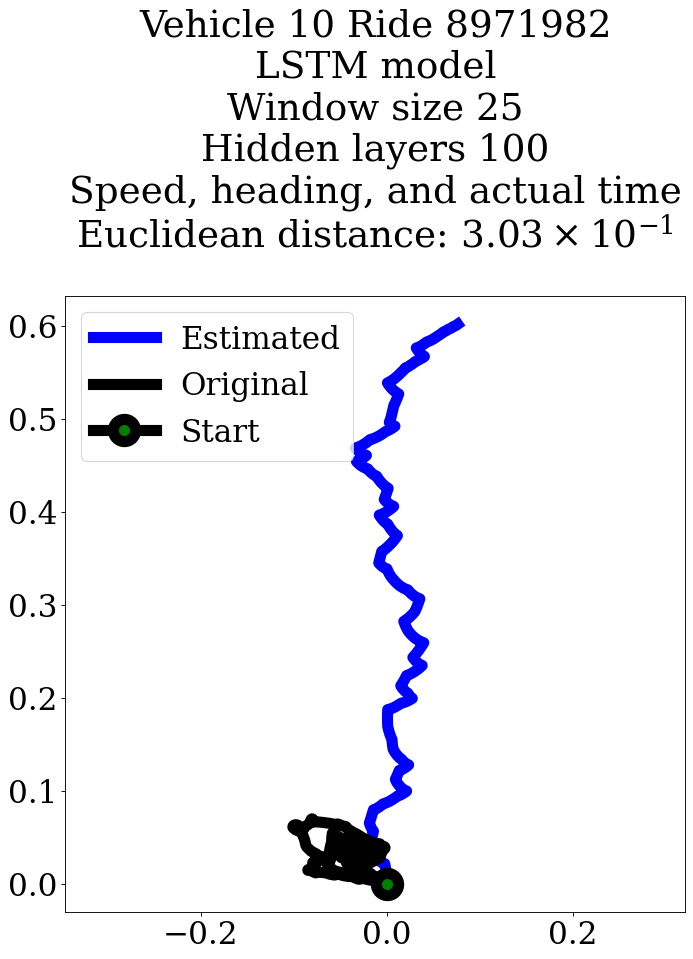 Vehicle 10 Ride 8971982
LSTM model
Window size 25
Hidden layers 100
Speed, heading, and actual time
Euclidean distance: 3.03 × 10⁻¹
Estimated
Original
Start
0.6
0.5
0.4
0.3
0.2
0.1
0.0
−0.2 0.0 0.2